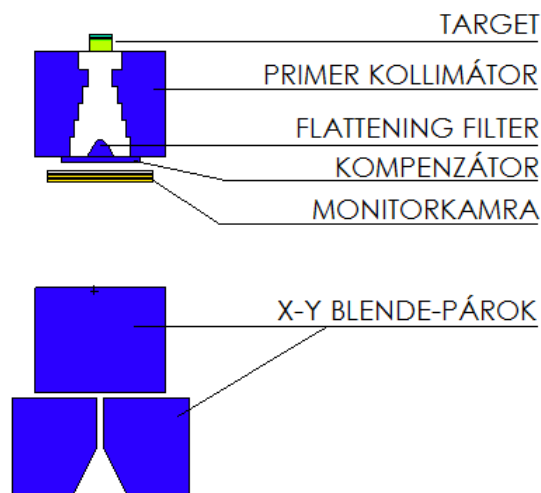 TARGET
PRIMER KOLLIMÁTOR
FLATTENING FILTER
KOMPENZÁTOR
MONITORKAMRA
X-Y BLENDE-PÁROK